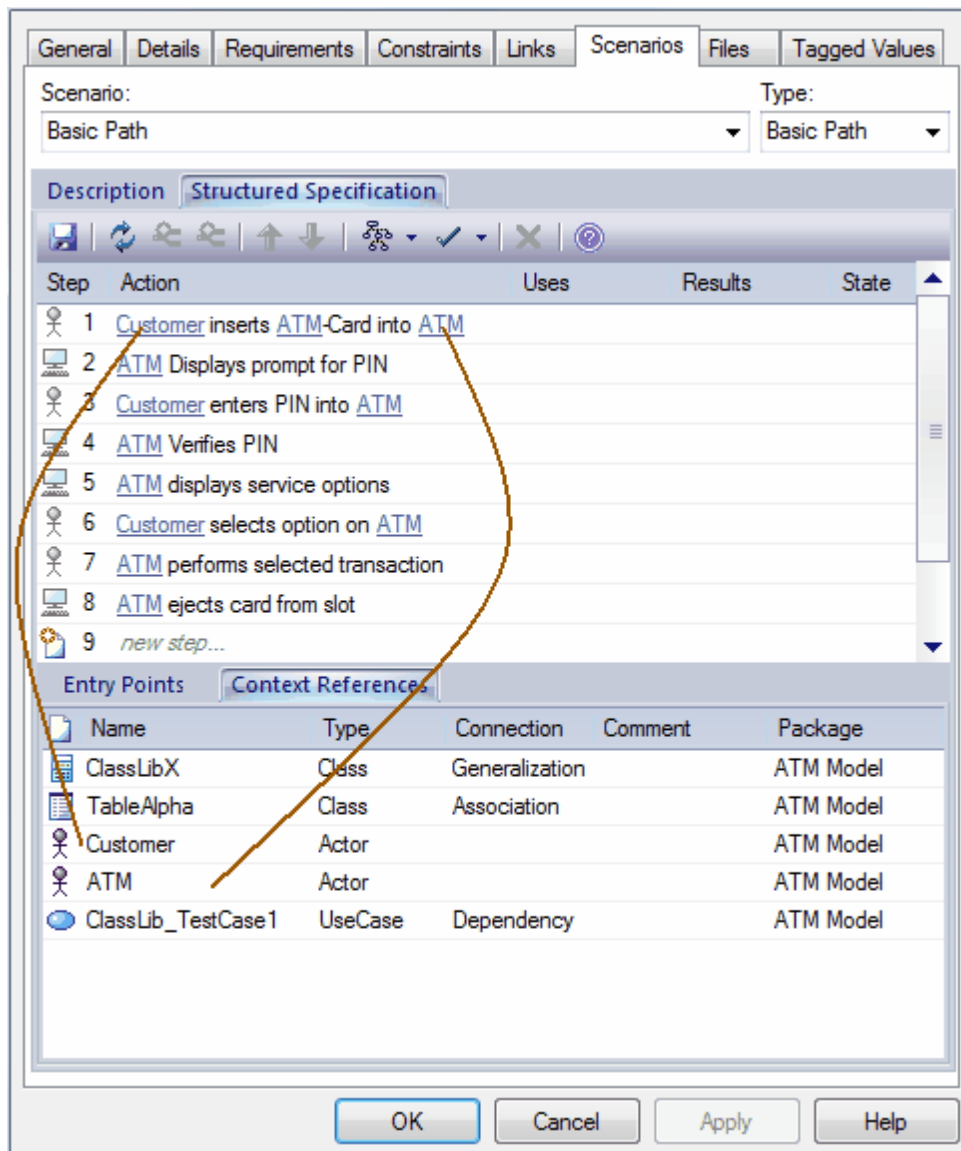 General Details Requirements Constraints Links Scenarios Files Tagged Values
Scenario: Type:
Basic Path Basic Path
Description Structured Specification
Step Action Uses Results State
1 Customer inserts ATM-Card into ATM
2 ATM Displays prompt for PIN
3 Customer enters PIN into ATM
4 ATM Verifies PIN
5 ATM displays service options
6 Customer selects option on ATM
7 ATM performs selected transaction
8 ATM ejects card from slot
9 new step...
Entry Points Context References
Name Type Connection Comment Package
ClassLibX Class Generalization ATM Model
TableAlpha Class Association ATM Model
Customer Actor ATM Model
ATM Actor ATM Model
ClassLib_TestCase1 UseCase Dependency ATM Model
OK Cancel Apply Help